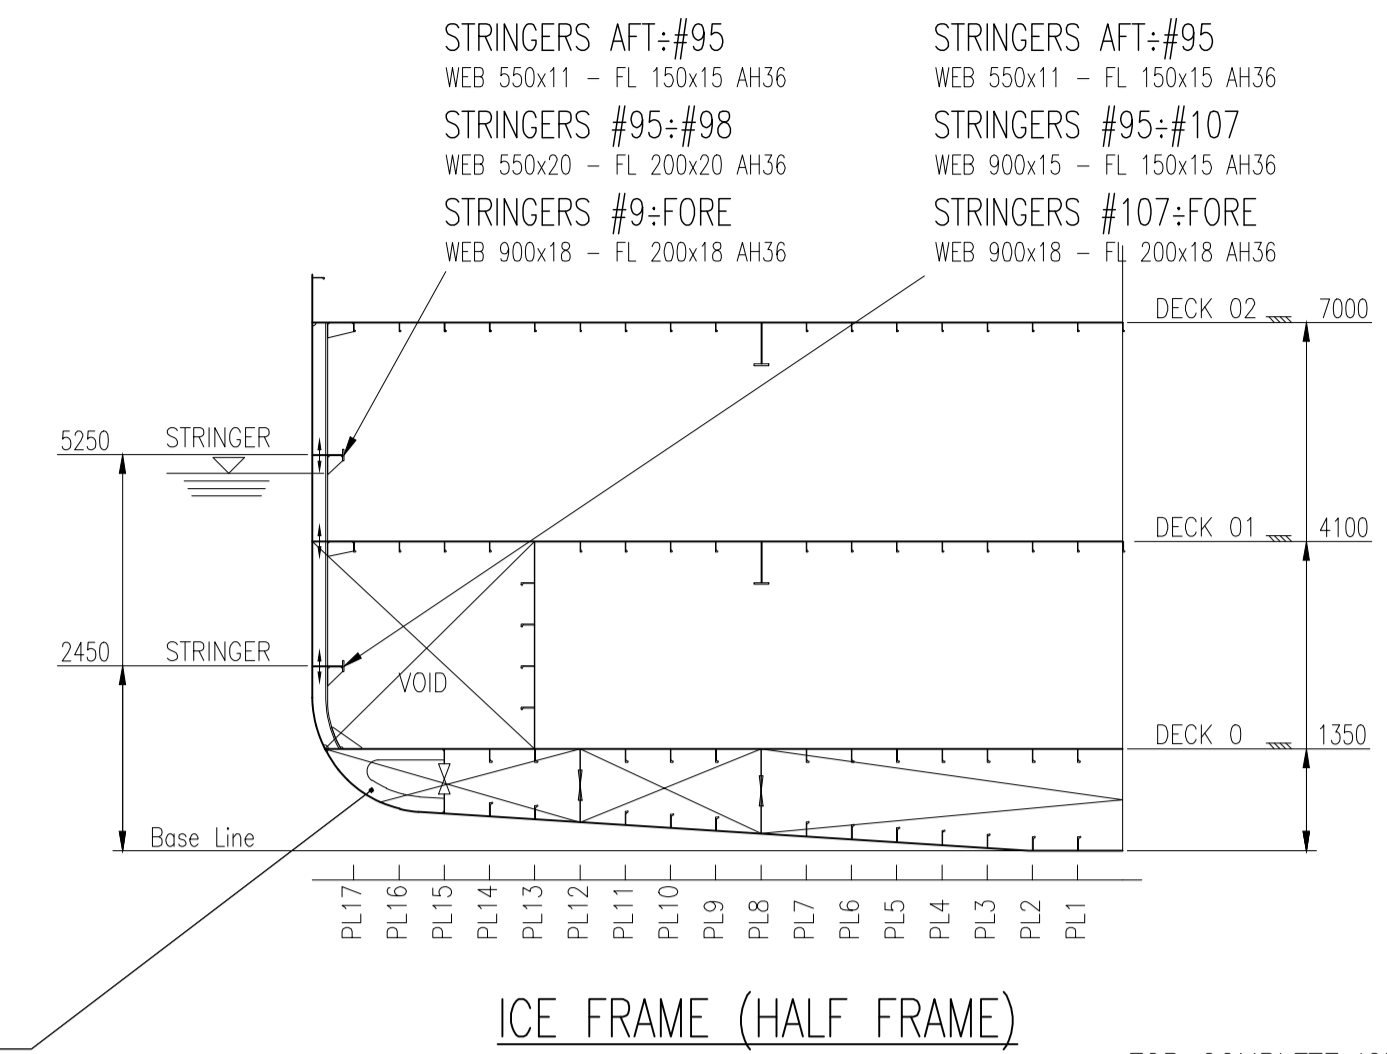 STRINGERS AFT÷#95
WEB 550x11 – FL 150x15 AH36
STRINGERS #95÷#98
WEB 550x20 – FL 200x20 AH36
STRINGERS #9÷FORE
WEB 900x18 – FL 200x18 AH36
STRINGERS AFT÷#95
WEB 550x11 – FL 150x15 AH36
STRINGERS #95÷#107
WEB 900x15 – FL 150x15 AH36
STRINGERS #107÷FORE
WEB 900x18 – FL 200x18 AH36
DECK 02 7000
5250 STRINGER
DECK 01 4100
2450 STRINGER
VOID
DECK 0 1350
Base Line
PL17
PL16
PL15
PL14
PL13
PL12
PL11
PL10
PL9
PL8
PL7
PL6
PL5
PL4
PL3
PL2
PL1
ICE FRAME (HALF FRAME)